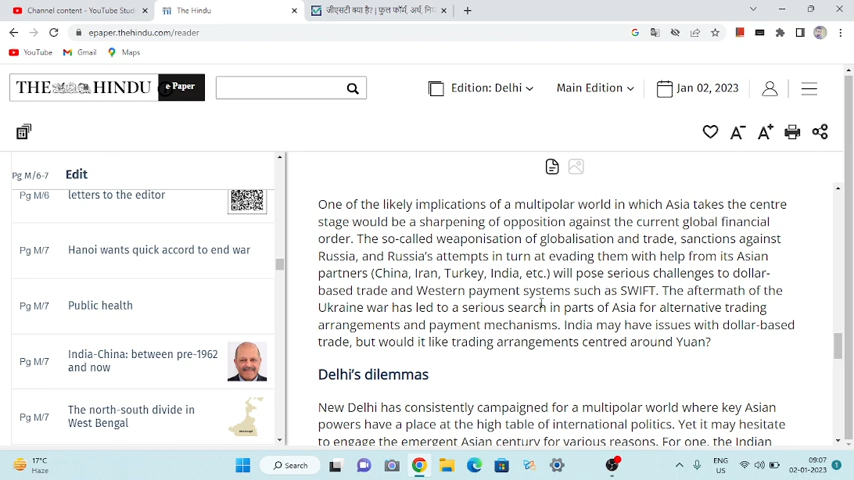 Channel content - YouTube Stud
The Hindu
जीएसटी क्या है? | फुल फॉर्म, अर्थ, निय
epaper.thehindu.com/reader
YouTube
Gmail
Maps
THE HINDU
e Paper
Edition: Delhi
Main Edition
Jan 02, 2023
A-
A+
Pg M/6-7
Edit
Pg M/6
letters to the editor
Pg M/7
Hanoi wants quick accord to end war
Pg M/7
Public health
Pg M/7
India-China: between pre-1962
and now
Pg M/7
The north-south divide in
West Bengal
One of the likely implications of a multipolar world in which Asia takes the centre
stage would be a sharpening of opposition against the current global financial
order. The so-called weaponisation of globalisation and trade, sanctions against
Russia, and Russia's attempts in turn at evading them with help from its Asian
partners (China, Iran, Turkey, India, etc.) will pose serious challenges to dollar-
based trade and Western payment systems such as SWIFT. The aftermath of the
Ukraine war has led to a serious search in parts of Asia for alternative trading
arrangements and payment mechanisms. India may have issues with dollar-based
trade, but would it like trading arrangements centred around Yuan?
Delhi's dilemmas
New Delhi has consistently campaigned for a multipolar world where key Asian
powers have a place at the high table of international politics. Yet it may hesitate
to engage the emergent Asian century for various reasons. For one, the Indian
17°C
Haze
Search
ENG
US
09:07
02-01-2023